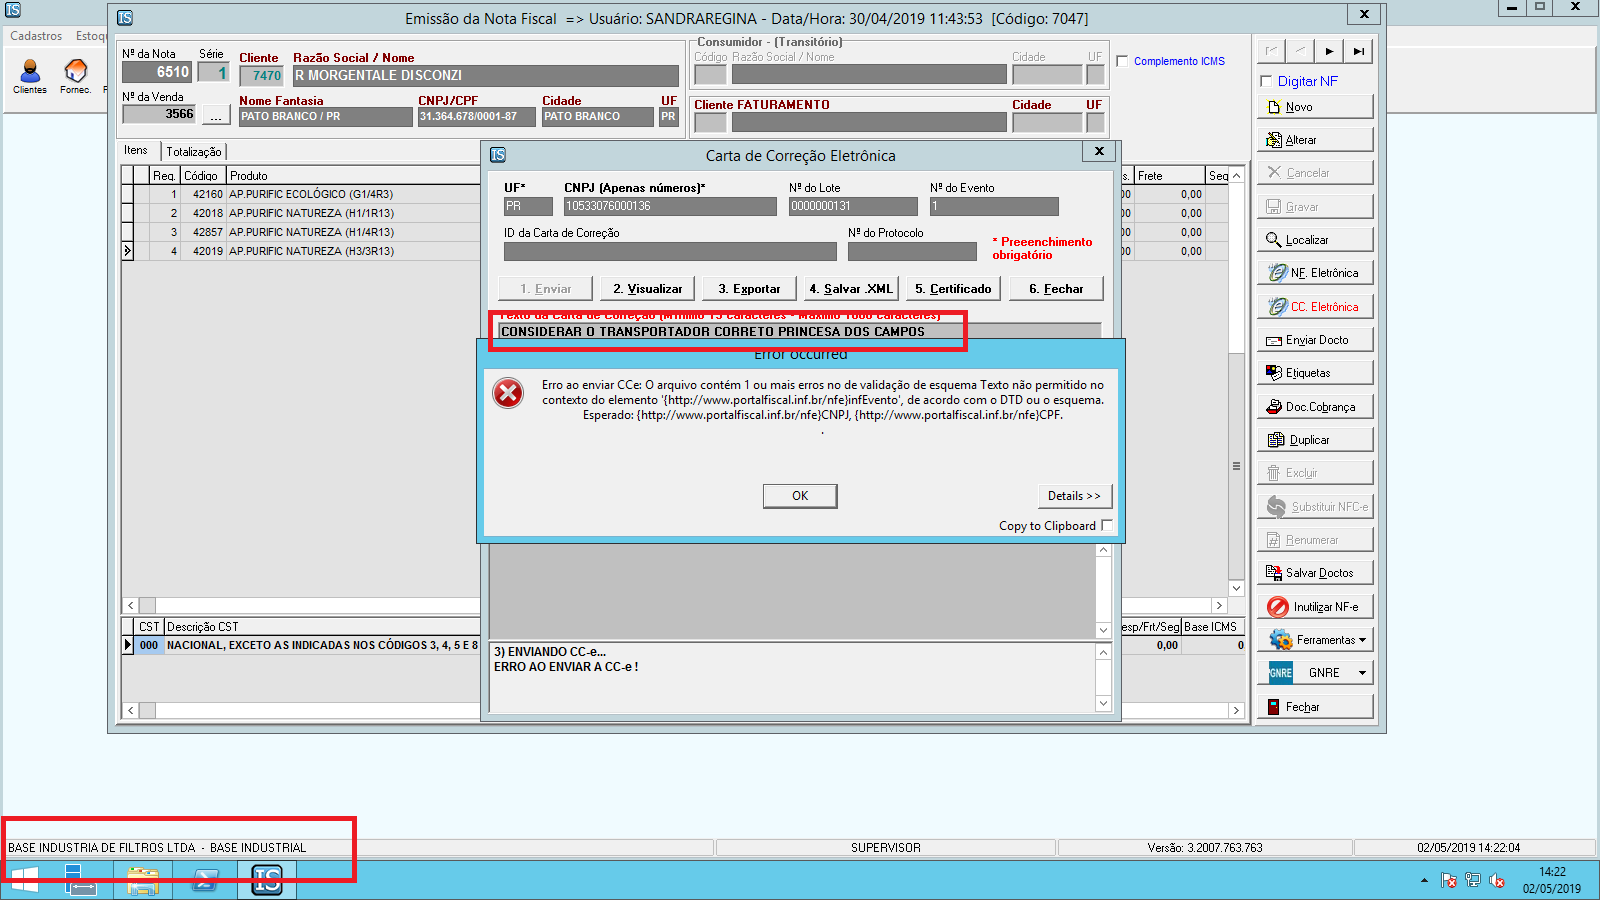 Emissão da Nota Fiscal => Usuário: SANDRAREGINA - Data/Hora: 30/04/2019 11:43:53 [Código: 7047]
Cadastros
Clientes
Fornec.
Nº da Nota
Série
Cliente
Razão Social / Nome
6510
1
7470
R MORGENTALE DISCONZI
Nº da Venda
Nome Fantasia
CNPJ/CPF
Cidade
UF
3566
...
PATO BRANCO / PR
31.364.678/0001-87
PATO BRANCO
PR
Consumidor - (Transitório)
Código
Razão Social / Nome
Cidade
UF
Cliente FATURAMENTO
Cidade
UF
Complemento ICMS
Itens
Totalização
Reg.
Código
Produto
Frete
Seg
1 42160 AP.PURIFIC ECOLÓGICO (G1/4R3) 0,00
2 42018 AP.PURIFIC NATUREZA (H1/1R13) 0,00
3 42857 AP.PURIFIC NATUREZA (H1/4R13) 0,00
4 42019 AP.PURIFIC NATUREZA (H3/3R13) 0,00
Carta de Correção Eletrônica
UF*
CNPJ (Apenas números)*
Nº do Lote
Nº do Evento
PR
10533076000136
0000000131
1
ID da Carta de Correção
Nº do Protocolo
* Preeenchimento
obrigatório
1. Enviar
2. Visualizar
3. Exportar
4. Salvar .XML
5. Certificado
6. Fechar
Texto da Carta de Correção (Mínimo 15 caracteres - Máximo 1000 caracteres)
CONSIDERAR O TRANSPORTADOR CORRETO PRINCESA DOS CAMPOS
Error occurred
Erro ao enviar CCe: O arquivo contém 1 ou mais erros no de validação de esquema Texto não permitido no
contexto do elemento '{http://www.portalfiscal.inf.br/nfe}infEvento', de acordo com o DTD ou o esquema.
Esperado: {http://www.portalfiscal.inf.br/nfe}CNPJ, {http://www.portalfiscal.inf.br/nfe}CPF.
.
OK
Details >>
Copy to Clipboard
3) ENVIANDO CC-e...
ERRO AO ENVIAR A CC-e !
CST
Descrição CST
esp/Frt/Seg
Base ICMS
000
NACIONAL, EXCETO AS INDICADAS NOS CÓDIGOS 3, 4, 5 E 8
0,00
0
Digitar NF
Novo
Alterar
Cancelar
Gravar
Localizar
NF. Eletrônica
CC. Eletrônica
Enviar Docto
Etiquetas
Doc.Cobrança
Duplicar
Excluir
Substituir NFC-e
Renumerar
Salvar Doctos
Inutilizar NF-e
Ferramentas
GNRE
GNRE
Fechar
BASE INDUSTRIA DE FILTROS LTDA - BASE INDUSTRIAL
SUPERVISOR
Versão: 3.2007.763.763
02/05/2019 14:22:04
IS
14:22
02/05/2019